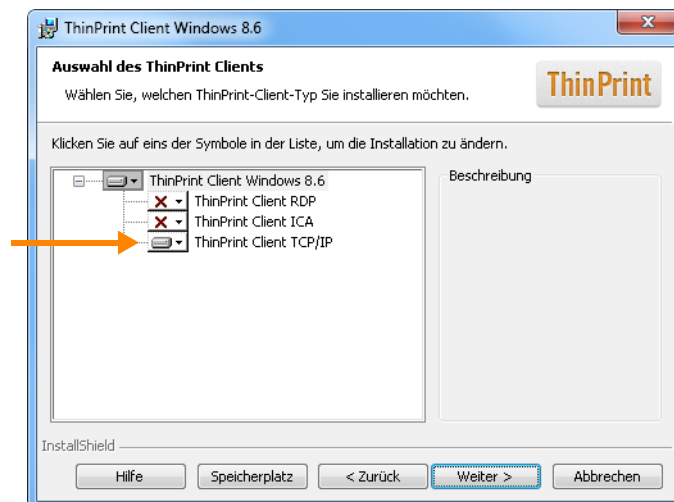 ThinPrint Client Windows 8.6
Auswahl des ThinPrint Clients
Wählen Sie, welchen ThinPrint-Client-Typ Sie installieren möchten.
ThinPrint
Klicken Sie auf eins der Symbole in der Liste, um die Installation zu ändern.
ThinPrint Client Windows 8.6
ThinPrint Client RDP
ThinPrint Client ICA
ThinPrint Client TCP/IP
Beschreibung
InstallShield
Hilfe
Speicherplatz
< Zurück
Weiter >
Abbrechen